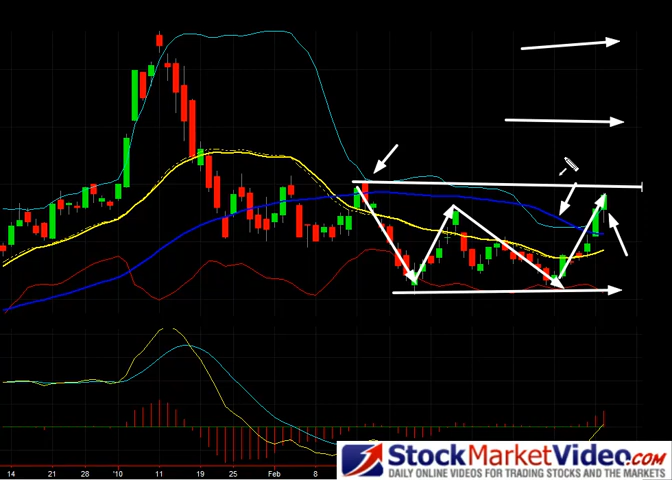 14 21 28 '10 11 19 25 Feb 8
StockMarketVideo.com
DAILY ONLINE VIDEOS FOR TRADING STOCKS AND THE MARKETS